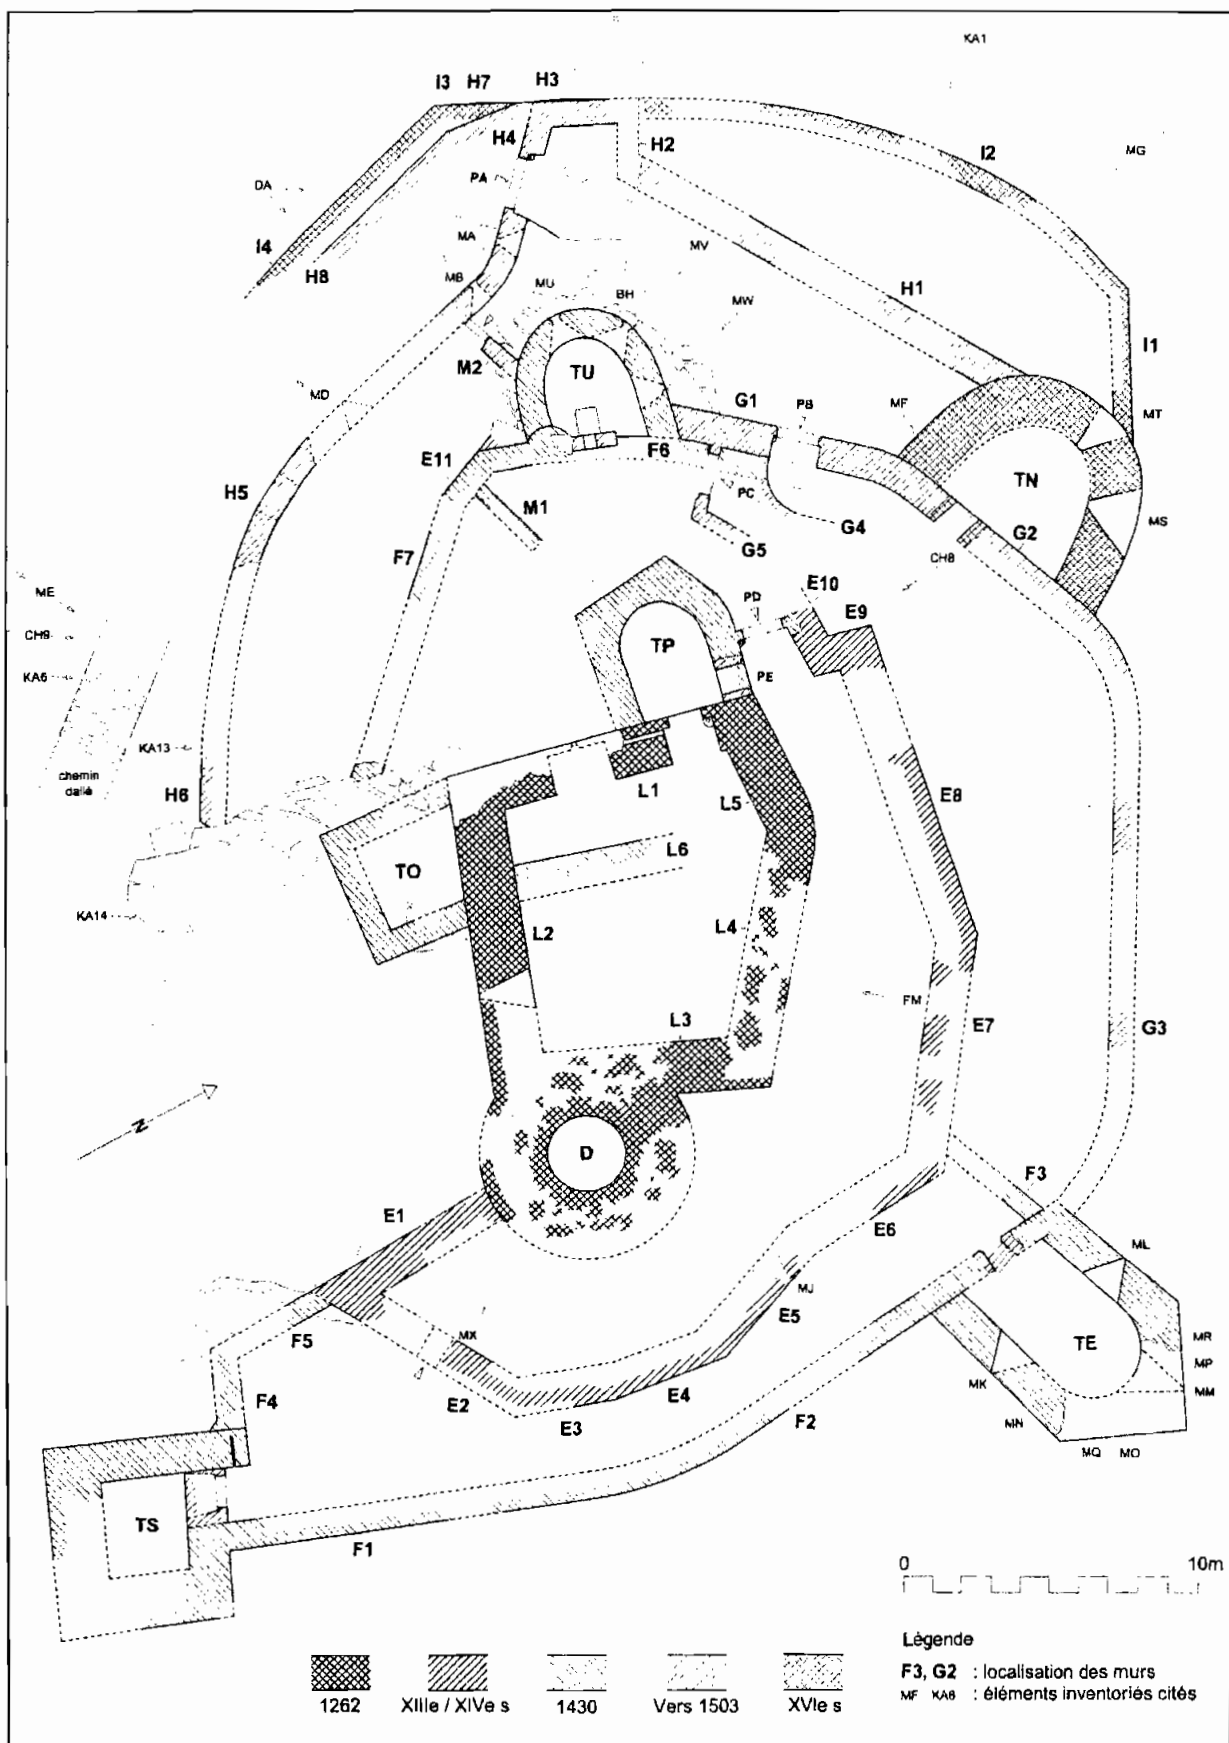 KA1
I3 H7 H3
H4
H2
I2
MG
DA
PA
I4
MA
MV
H8
MB
MU
BH
H1
MW
I1
M2
TU
MD
G1
PB
MF
MT
E11
F6
H5
PC
TN
M1
G4
MS
G2
G5
F7
CH8
ME
E10
PD
E9
CH9
TP
KA6
PE
KA13
chemin
dallé
H6
L1
E8
L5
L6
TO
KA14
L4
L2
FM
L3
E7
G3
N
D
F3
E1
E6
ML
MJ
F5
MX
E5
TE
MR
MP
MK
MM
F4
E2
E4
E3
F2
MN
MQ MO
TS
F1
0 10m
Légende
F3, G2 : localisation des murs
MF KA6 : éléments inventoriés cités
1262 XIIIe / XIVe s 1430 Vers 1503 XVIe s